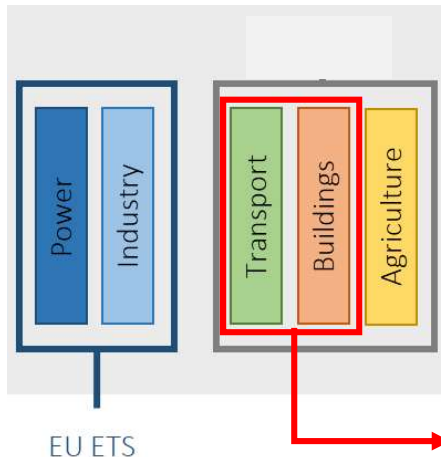 Power
Industry
Transport
Buildings
Agriculture
EU ETS